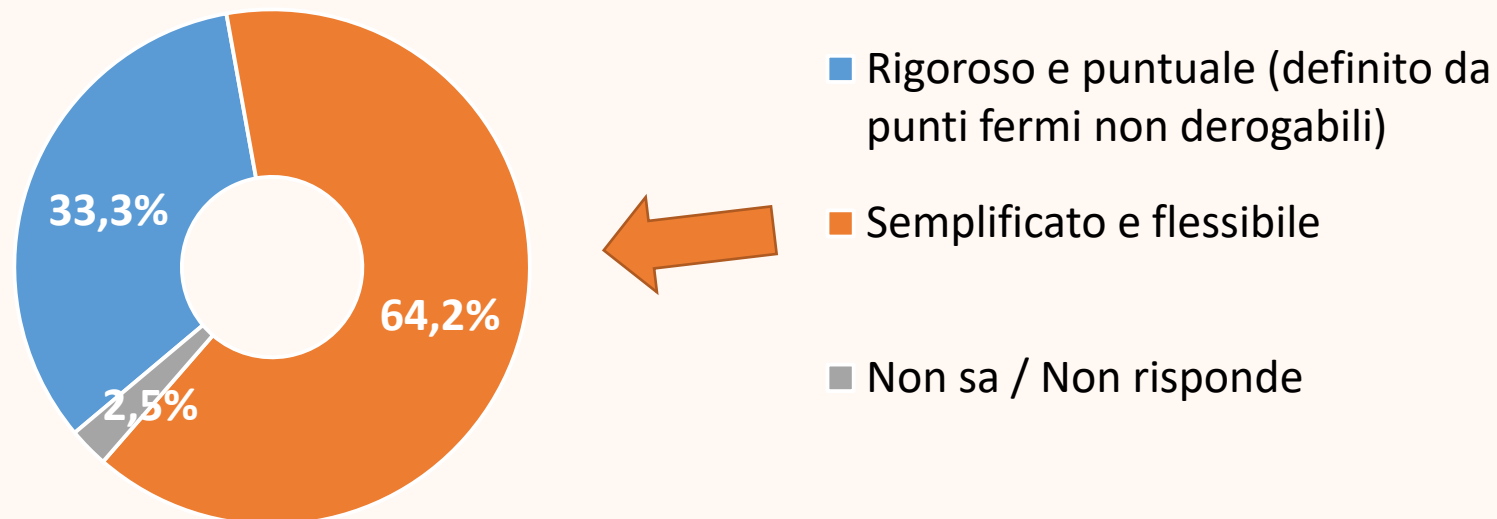 Rigoroso e puntuale (definito da
punti fermi non derogabili)
33,3%
Semplificato e flessibile
64,2%
Non sa / Non risponde
2,5%